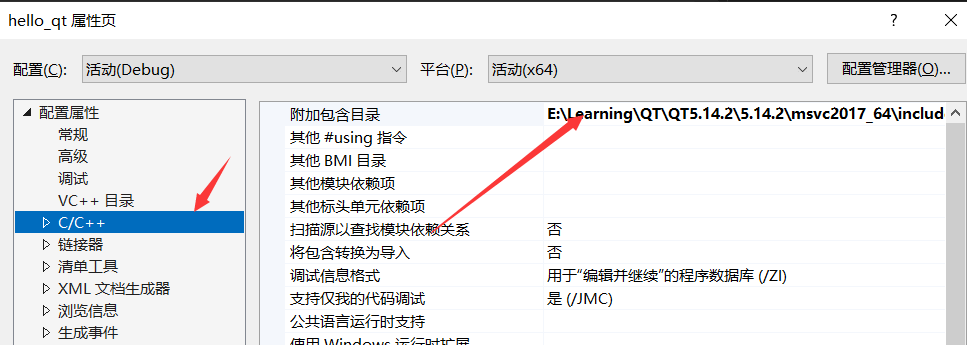 hello_qt 属性页 ? ×
配置(C): 活动(Debug) 平台(P): 活动(x64) 配置管理器(O)...
配置属性
常规
高级
调试
VC++ 目录
C/C++
链接器
清单工具
XML 文档生成器
浏览信息
生成事件
附加包含目录 E:\Learning\QT\QT5.14.2\5.14.2\msvc2017_64\includ
其他 #using 指令
其他 BMI 目录
其他模块依赖项
其他标头单元依赖项
扫描源以查找模块依赖关系 否
将包含转换为导入 否
调试信息格式 用于“编辑并继续”的程序数据库 (/ZI)
支持仅我的代码调试 是 (/JMC)
公共语言运行时支持
使用 Windows 运行时扩展